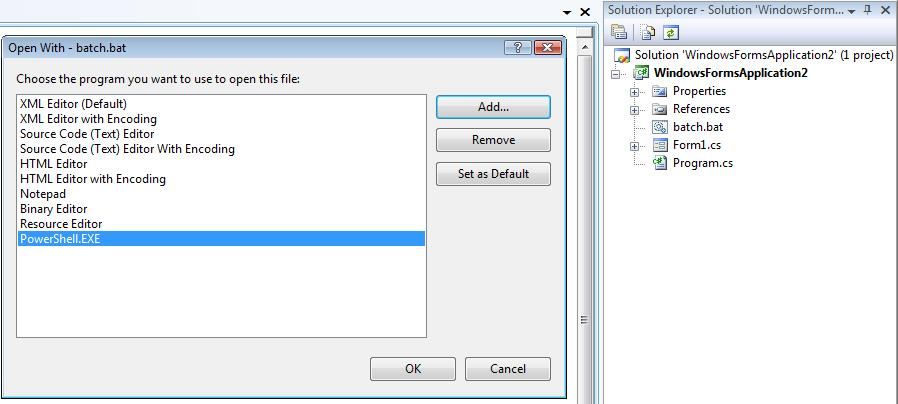 Open With - batch.bat
Choose the program you want to use to open this file:
XML Editor (Default)
XML Editor with Encoding
Source Code (Text) Editor
Source Code (Text) Editor With Encoding
HTML Editor
HTML Editor with Encoding
Notepad
Binary Editor
Resource Editor
PowerShell.EXE
Add...
Remove
Set as Default
OK
Cancel
Solution Explorer - Solution 'WindowsForm...
Solution 'WindowsFormsApplication2' (1 project)
WindowsFormsApplication2
Properties
References
batch.bat
Form1.cs
Program.cs